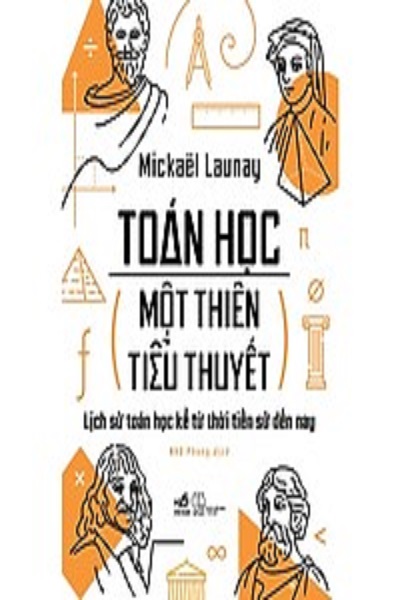 Mickaël Launay
TOÁN HỌC
( MỘT THIÊN
TIỂU THUYẾT )
Lịch sử toán học kể từ thời tiền sử đến nay